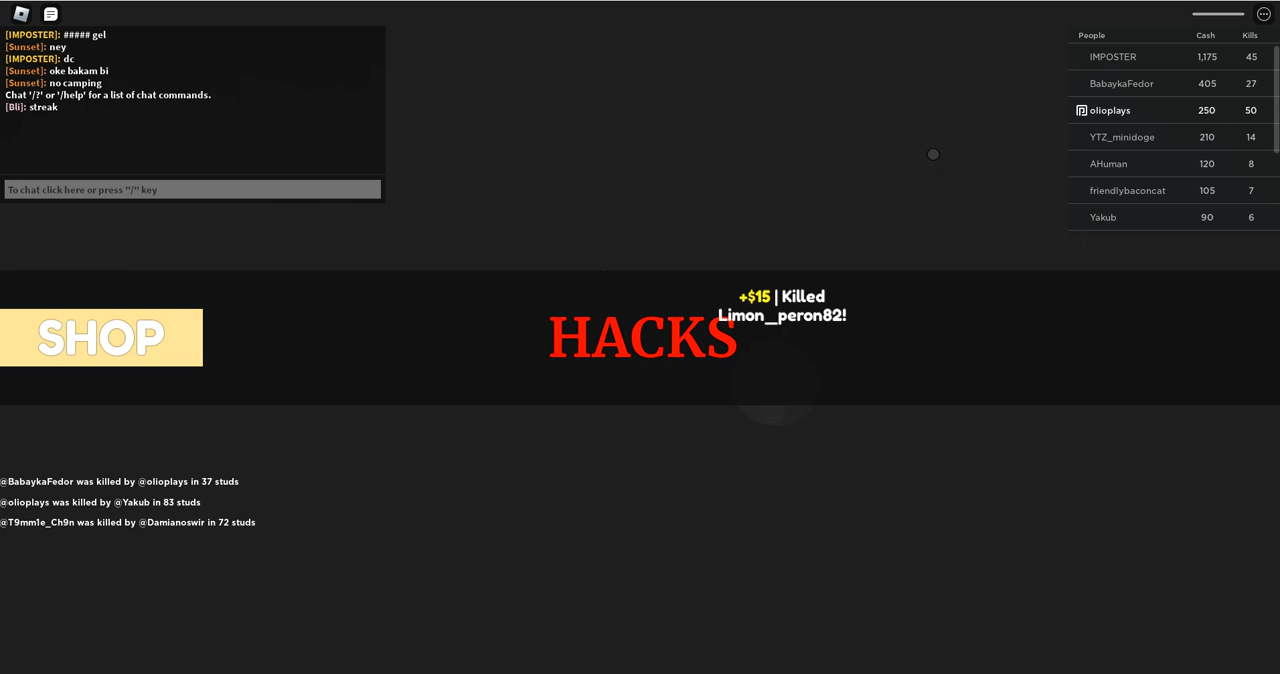 [IMPOSTER]: ##### gel
[Sunset]: ney
[IMPOSTER]: dc
[Sunset]: oke bakam bi
[Sunset]: no camping
Chat '/?' or '/help' for a list of chat commands.
[Bli]: streak
To chat click here or press "/" key
People Cash Kills
IMPOSTER 1,175 45
BabaykaFedor 405 27
olioplays 250 50
YTZ_minidoge 210 14
AHuman 120 8
friendlybaconcat 105 7
Yakub 90 6
+$15 | Killed
Limon_peron82!
SHOP
HACKS
@BabaykaFedor was killed by @olioplays in 37 studs
@olioplays was killed by @Yakub in 83 studs
@T9mm1e_Ch9n was killed by @Damianoswir in 72 studs